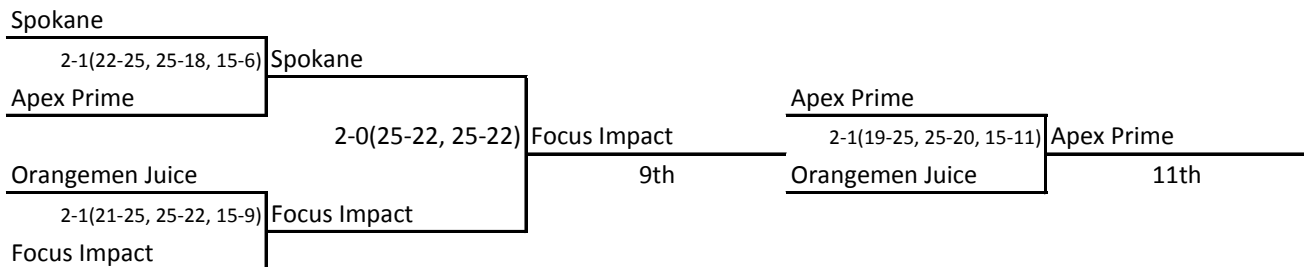 Spokane
2-1(22-25, 25-18, 15-6) Spokane
Apex Prime Apex Prime
2-0(25-22, 25-22) Focus Impact 2-1(19-25, 25-20, 15-11) Apex Prime
Orangemen Juice 9th Orangemen Juice 11th
2-1(21-25, 25-22, 15-9) Focus Impact
Focus Impact